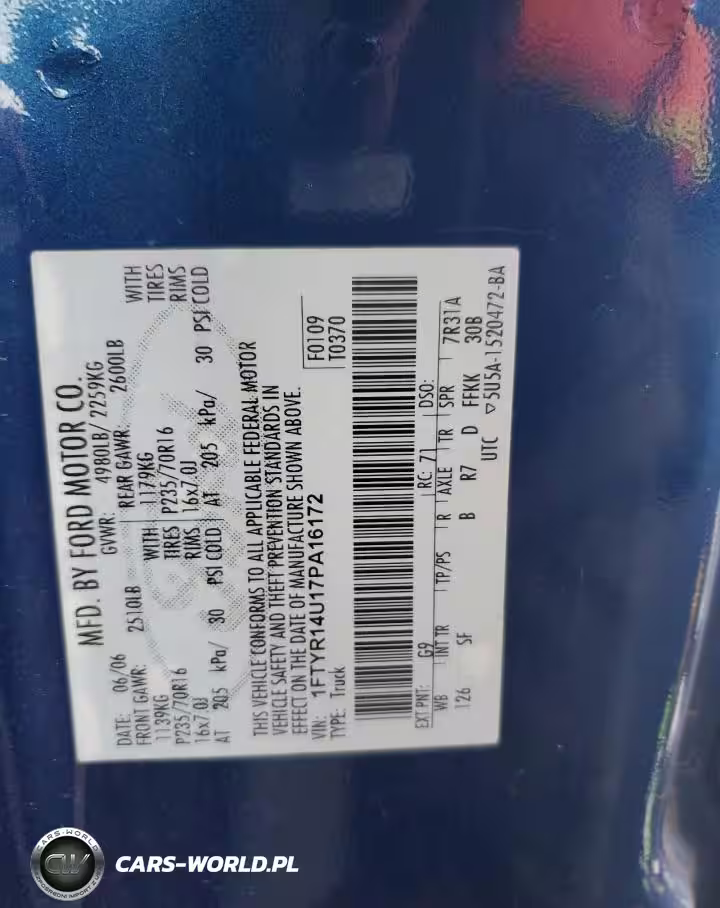 MFD. BY FORD MOTOR CO.
DATE: 06/06 GVWR: 4980LB/ 2259KG
FRONT GAWR: 2510LB REAR GAWR: 2600LB
1139KG WITH 1179KG WITH
P235/70R16 TIRES P235/70R16 TIRES
16x7.0J RIMS 16x7.0J RIMS
AT 205 kPa/ 30 PSI COLD AT 205 kPa/ 30 PSI COLD
THIS VEHICLE CONFORMS TO ALL APPLICABLE FEDERAL MOTOR
VEHICLE SAFETY AND THEFT PREVENTION STANDARDS IN
EFFECT ON THE DATE OF MANUFACTURE SHOWN ABOVE.
VIN: 1FTYR14U17PA16172 F0109
TYPE: Truck T0370
EXT PNT: G9 RC: 71 DSO:
WB INT TR TP/PS R AXLE TR SPR 7R31A
126 SF B R7 D FFKK 30B
UTC ▽5U5A-1520472-BA
CARS-WORLD
CW
CARS-WORLD.PL